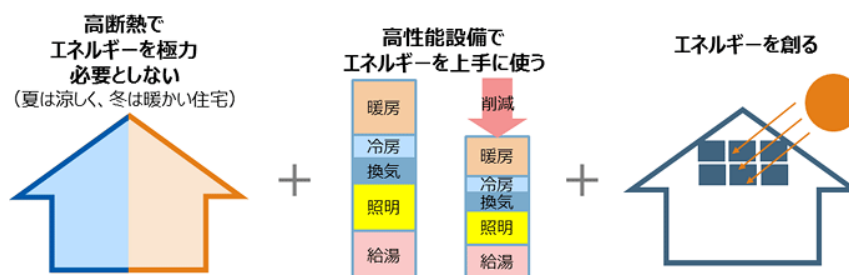 高断熱で
エネルギーを極力
必要としない
（夏は涼しく、冬は暖かい住宅）
高性能設備で
エネルギーを上手に使う
暖房
冷房
換気
照明
給湯
削減
暖房
冷房
換気
照明
給湯
エネルギーを創る